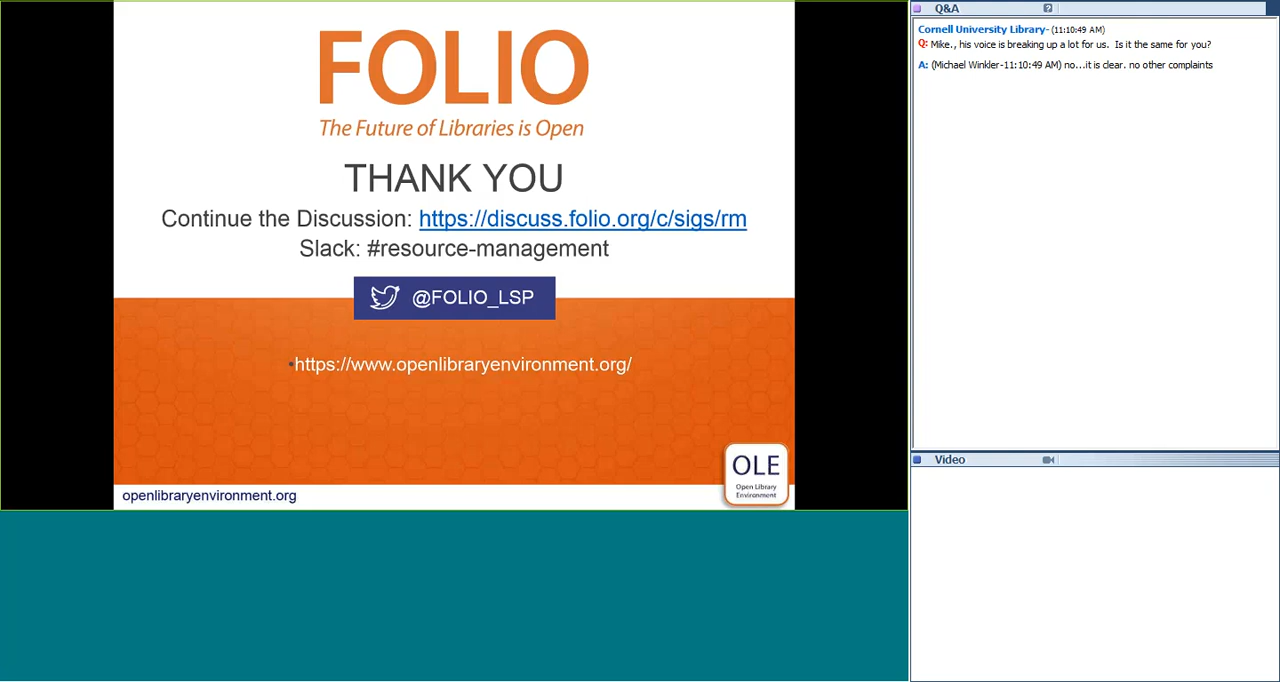 FOLIO
The Future of Libraries is Open
THANK YOU
Continue the Discussion: https://discuss.folio.org/c/sigs/rm
Slack: #resource-management
@FOLIO_LSP
•https://www.openlibraryenvironment.org/
openlibraryenvironment.org
OLE
Open Library
Environment
Q&A
Cornell University Library- (11:10:49 AM)
Q: Mike., his voice is breaking up a lot for us. Is it the same for you?
A: (Michael Winkler-11:10:49 AM) no...it is clear. no other complaints
Video